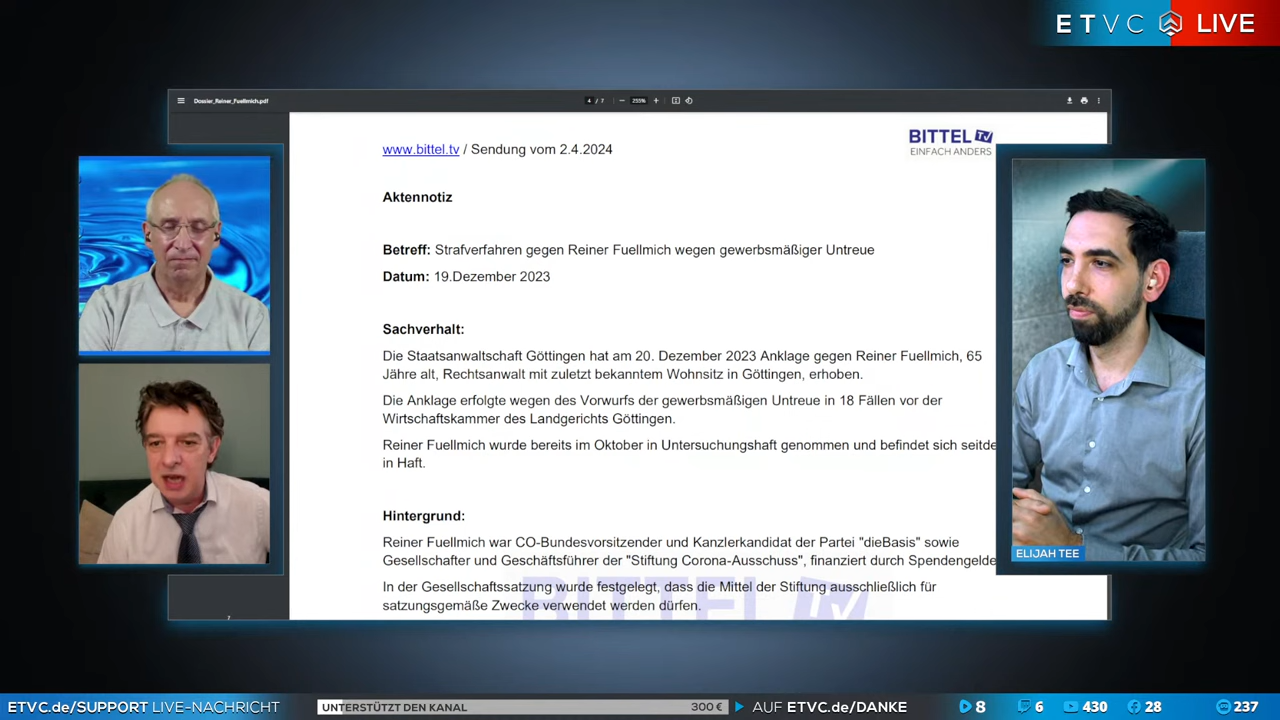 ETVC LIVE
Dossier_Reiner_Fuellmich.pdf
4 / 7
255%
www.bittel.tv / Sendung vom 2.4.2024
BITTEL TV
EINFACH ANDERS
Aktennotiz
Betreff: Strafverfahren gegen Reiner Fuellmich wegen gewerbsmäßiger Untreue
Datum: 19.Dezember 2023
Sachverhalt:
Die Staatsanwaltschaft Göttingen hat am 20. Dezember 2023 Anklage gegen Reiner Fuellmich, 65
Jahre alt, Rechtsanwalt mit zuletzt bekanntem Wohnsitz in Göttingen, erhoben.
Die Anklage erfolgte wegen des Vorwurfs der gewerbsmäßigen Untreue in 18 Fällen vor der
Wirtschaftskammer des Landgerichts Göttingen.
Reiner Fuellmich wurde bereits im Oktober in Untersuchungshaft genommen und befindet sich seitde
in Haft.
Hintergrund:
Reiner Fuellmich war CO-Bundesvorsitzender und Kanzlerkandidat der Partei "dieBasis" sowie
Gesellschafter und Geschäftsführer der "Stiftung Corona-Ausschuss", finanziert durch Spendengelde
In der Gesellschaftssatzung wurde festgelegt, dass die Mittel der Stiftung ausschließlich für
satzungsgemäße Zwecke verwendet werden dürfen.
BITTEL TV
7
ELIJAH TEE
ETVC.de/SUPPORT LIVE-NACHRICHT
UNTERSTÜTZT DEN KANAL
300 €
AUF ETVC.de/DANKE
8
6
430
28
237